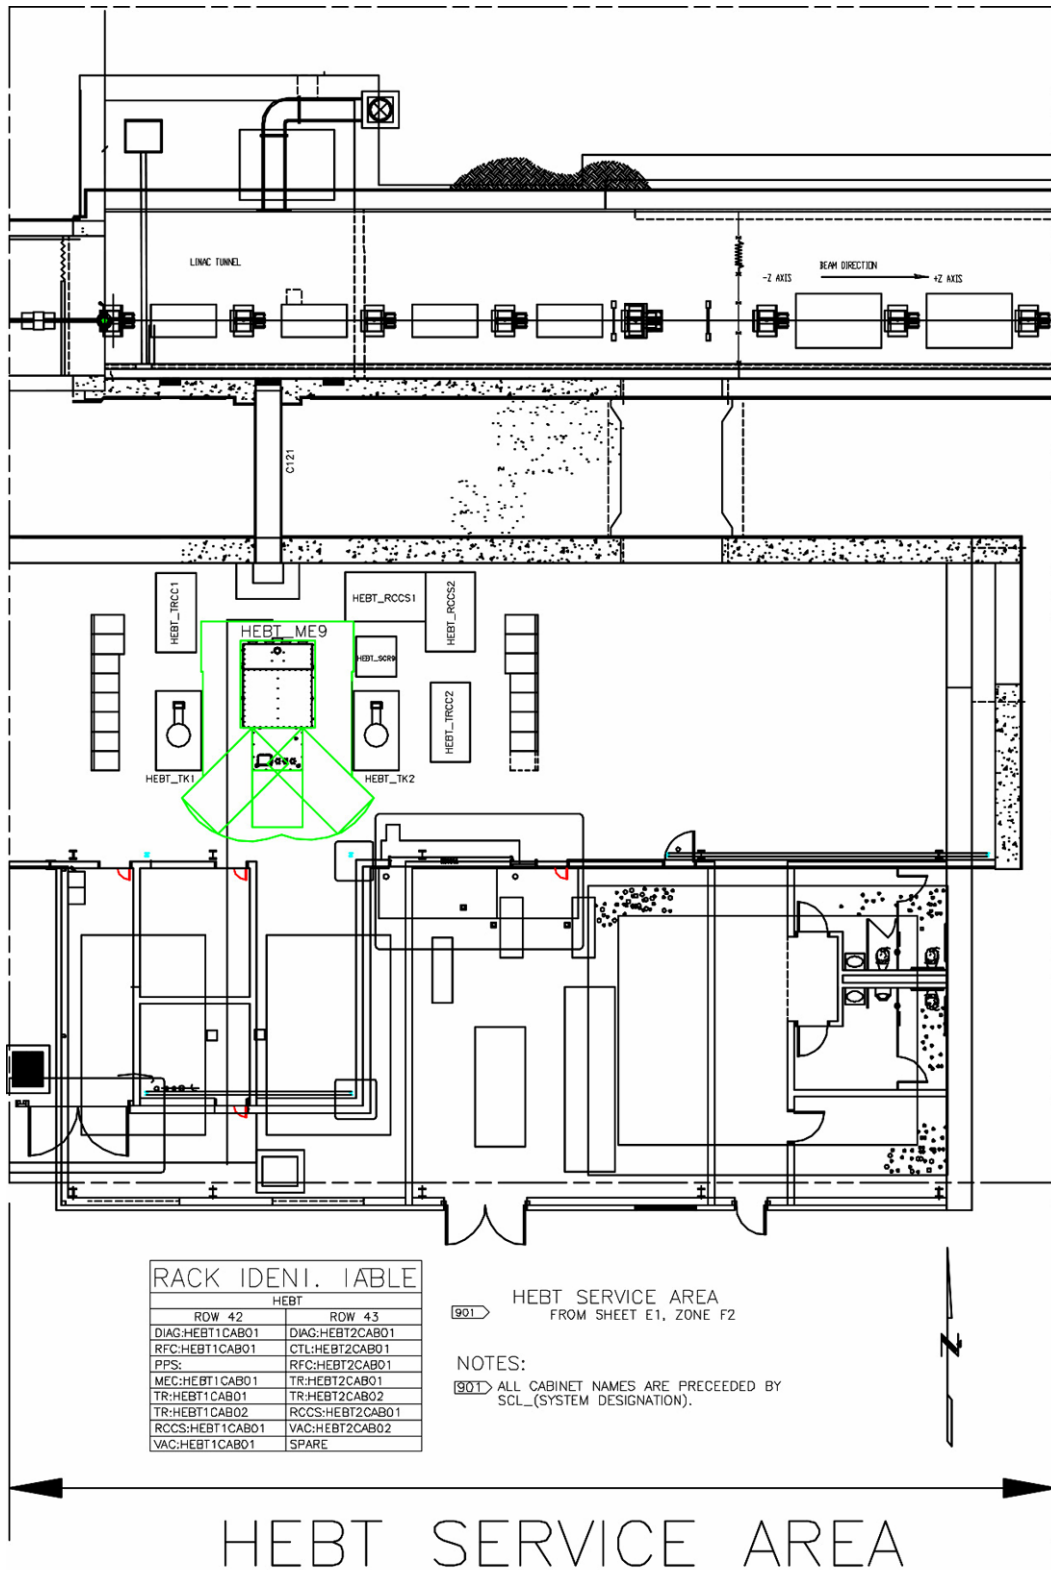 LINAC TUNNEL
BEAM DIRECTION
-Z AXIS
+Z AXIS
C121
HEBT_TRCC1
HEBT_RCCS1
HEBT_RCCS2
HEBT_ME9
HEBT_SCR9
HEBT_TRCC2
HEBT_TK1
HEBT_TK2
RACK IDENI. IABLE
HEBT
ROW 42 ROW 43
DIAG:HEBT1CAB01 DIAG:HEBT2CAB01
RFC:HEBT1CAB01 CTL:HEBT2CAB01
PPS: RFC:HEBT2CAB01
MEC:HEBT1CAB01 TR:HEBT2CAB01
TR:HEBT1CAB01 TR:HEBT2CAB02
TR:HEBT1CAB02 RCCS:HEBT2CAB01
RCCS:HEBT1CAB01 VAC:HEBT2CAB02
VAC:HEBT1CAB01 SPARE
901 HEBT SERVICE AREA
FROM SHEET E1, ZONE F2
NOTES:
901 ALL CABINET NAMES ARE PRECEEDED BY
SCL_(SYSTEM DESIGNATION).
N
HEBT SERVICE AREA